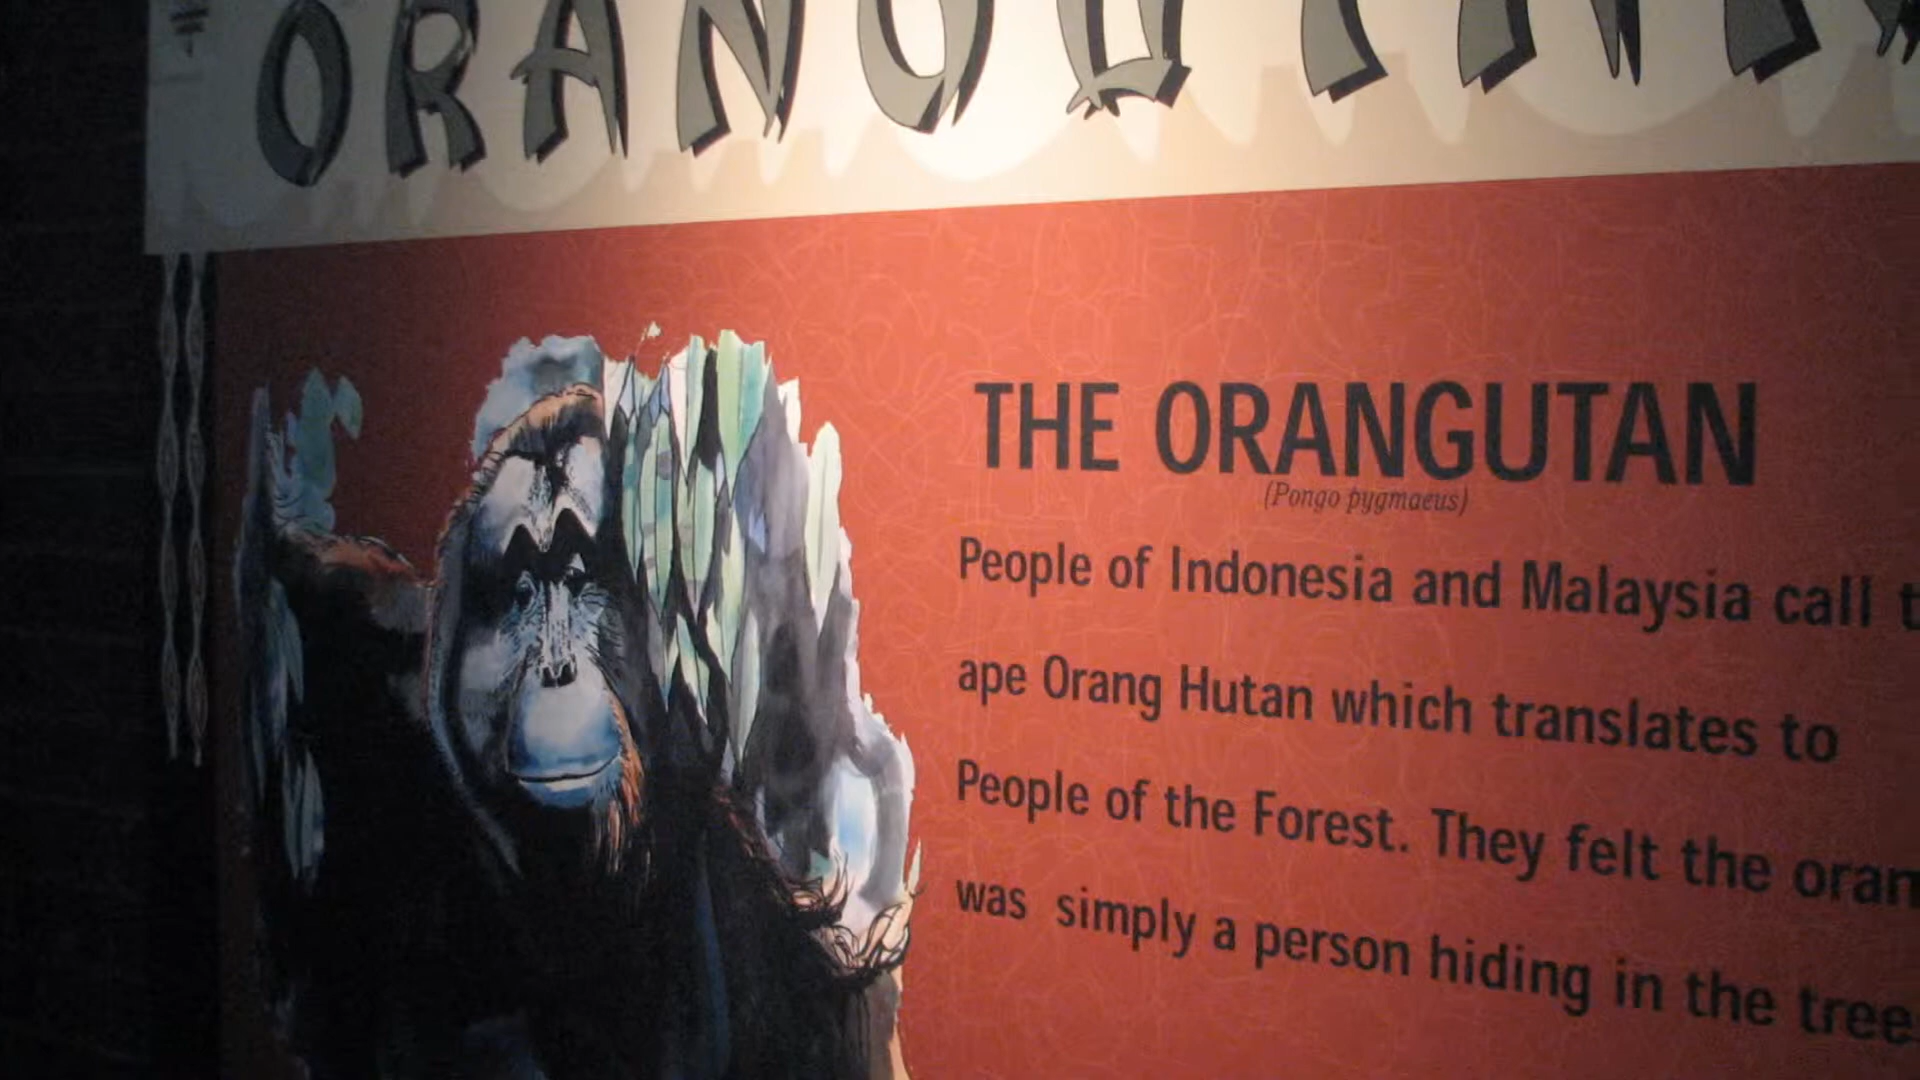 ORANGUTAN
THE ORANGUTAN
(Pongo pygmaeus)
People of Indonesia and Malaysia call
ape Orang Hutan which translates to
People of the Forest. They felt the
was simply a person hiding in the